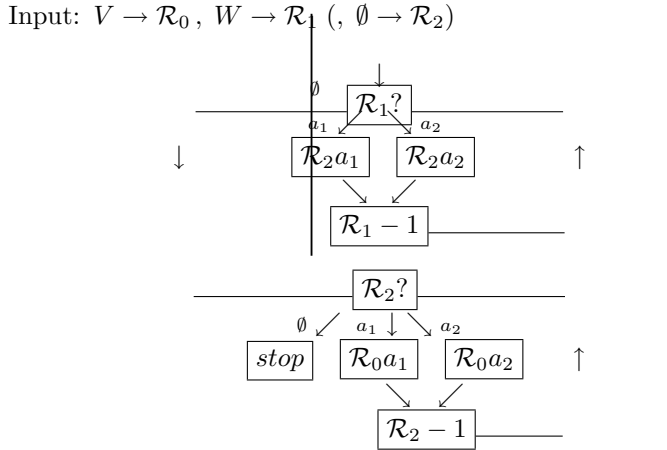 Input: V → ℛ₀ , W → ℛ₁ (, ∅ → ℛ₂)
∅
ℛ₁?
a₁ a₂
ℛ₂a₁ ℛ₂a₂
ℛ₁ − 1
ℛ₂?
∅ a₁ a₂
stop ℛ₀a₁ ℛ₀a₂
ℛ₂ − 1